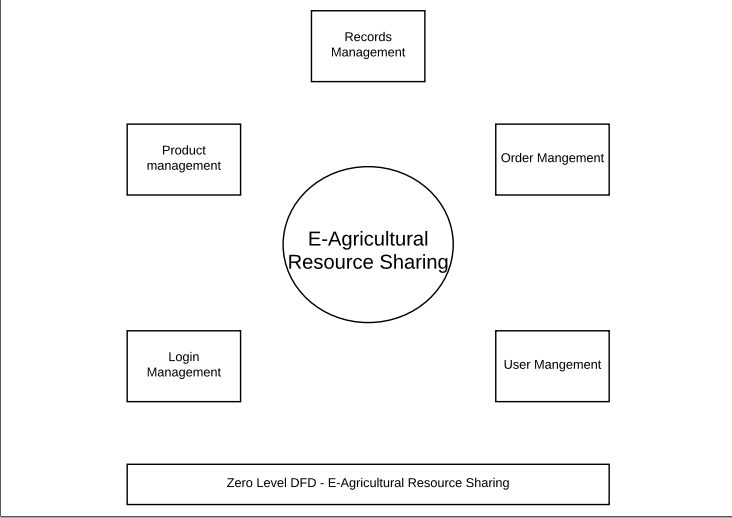 Records
Management
Product
management
Order Mangement
E-Agricultural
Resource Sharing
Login
Management
User Mangement
Zero Level DFD - E-Agricultural Resource Sharing